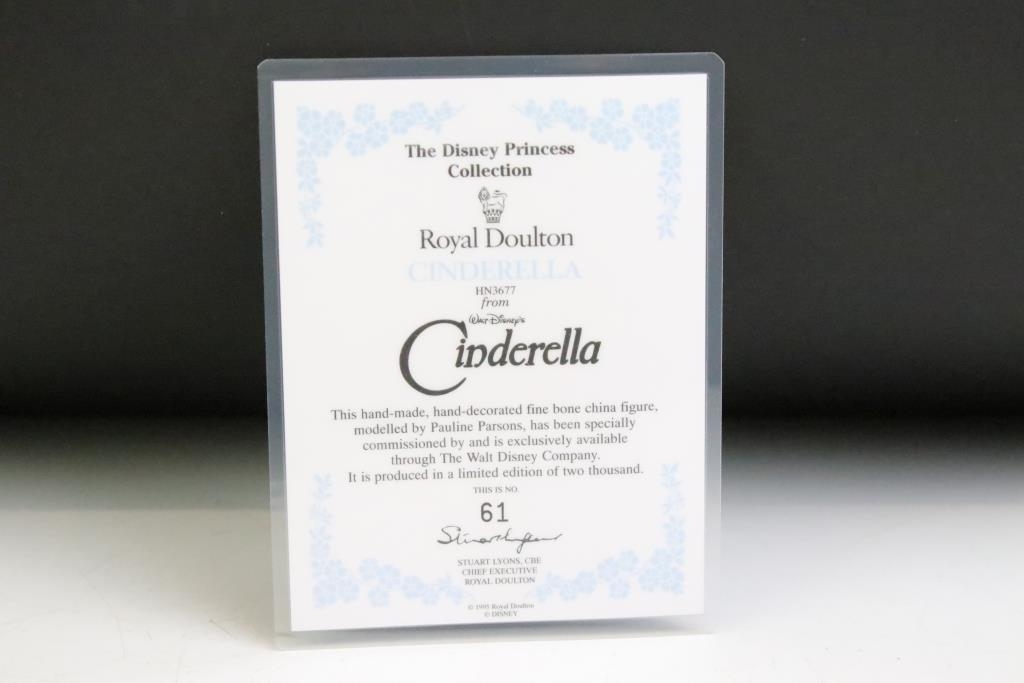 The Disney Princess
Collection
Royal Doulton
CINDERELLA
HN3677
from
Walt Disney's
Cinderella
This hand-made, hand-decorated fine bone china figure,
modelled by Pauline Parsons, has been specially
commissioned by and is exclusively available
through The Walt Disney Company.
It is produced in a limited edition of two thousand.
THIS IS NO.
61
STUART LYONS, CBE
CHIEF EXECUTIVE
ROYAL DOULTON
© 1995 Royal Doulton
© DISNEY